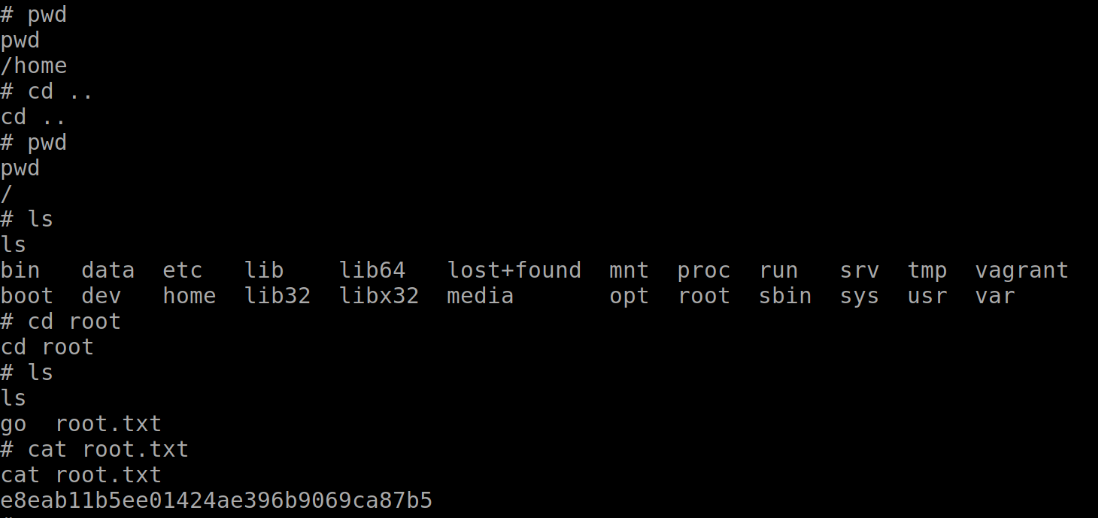 # pwd
pwd
/home
# cd ..
cd ..
# pwd
pwd
/
# ls
ls
bin   data  etc   lib    lib64   lost+found  mnt  proc  run   srv  tmp  vagrant
boot  dev   home  lib32  libx32  media       opt  root  sbin  sys  usr  var
# cd root
cd root
# ls
ls
go  root.txt
# cat root.txt
cat root.txt
e8eab11b5ee01424ae396b9069ca87b5